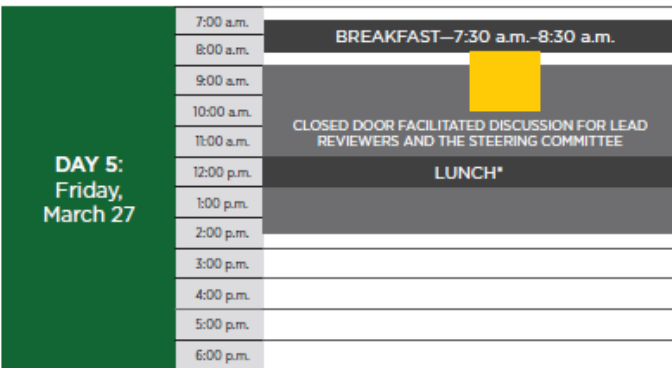 7:00 a.m.
BREAKFAST—7:30 a.m.-8:30 a.m.
8:00 a.m.
9:00 a.m.
10:00 a.m.
CLOSED DOOR FACILITATED DISCUSSION FOR LEAD
REVIEWERS AND THE STEERING COMMITTEE
11:00 a.m.
DAY 5:
Friday,
March 27
12:00 p.m.
LUNCH*
1:00 p.m.
2:00 p.m.
3:00 p.m.
4:00 p.m.
5:00 p.m.
6:00 p.m.